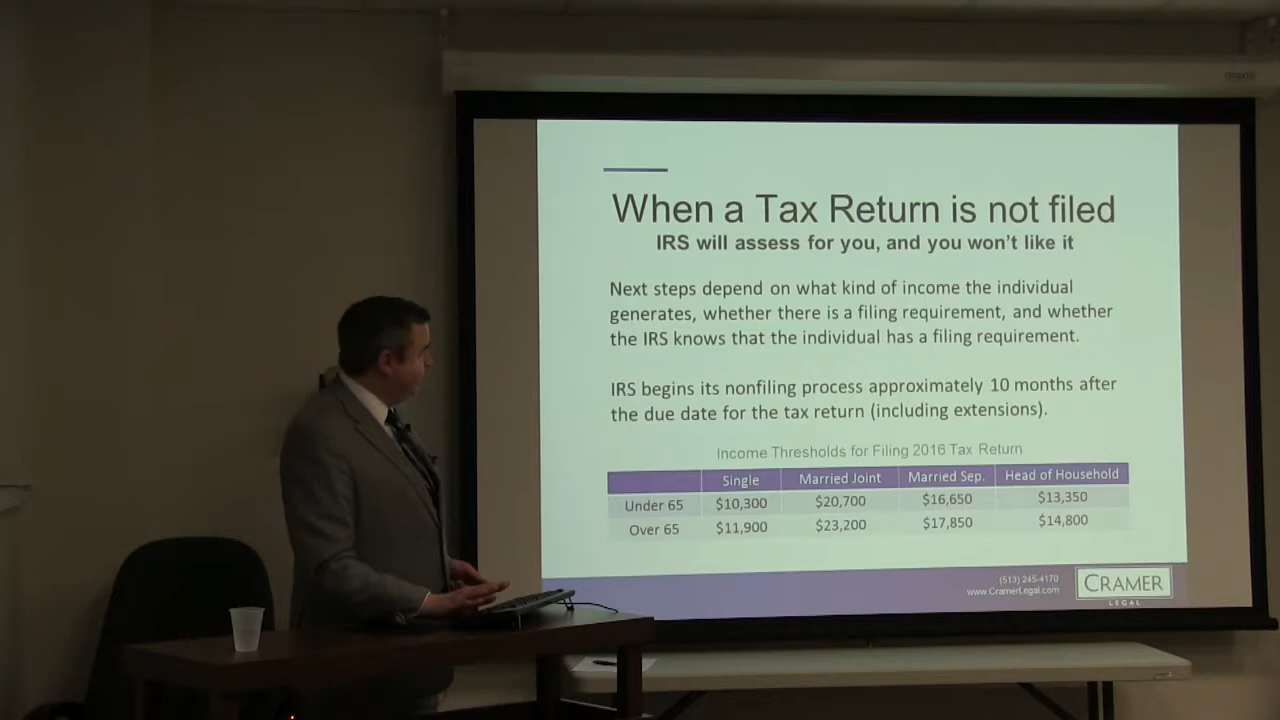 When a Tax Return is not filed
IRS will assess for you, and you won't like it
Next steps depend on what kind of income the individual
generates, whether there is a filing requirement, and whether
the IRS knows that the individual has a filing requirement.
IRS begins its nonfiling process approximately 10 months after
the due date for the tax return (including extensions).
Income Thresholds for Filing 2016 Tax Return
Single Married Joint Married Sep. Head of Household
Under 65 $10,300 $20,700 $16,650 $13,350
Over 65 $11,900 $23,200 $17,850 $14,800
(513) 245-4170
www.CramerLegal.com
CRAMER
LEGAL